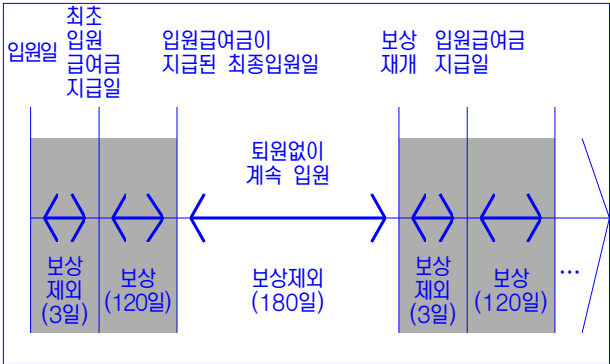 입원일
최초
입원
급여금
지급일
입원급여금이
지급된 최종입원일
보상
재개
입원급여금
지급일
퇴원없이
계속 입원
보상
제외
(3일)
보상
(120일)
보상제외
(180일)
보상
제외
(3일)
보상
(120일)
...